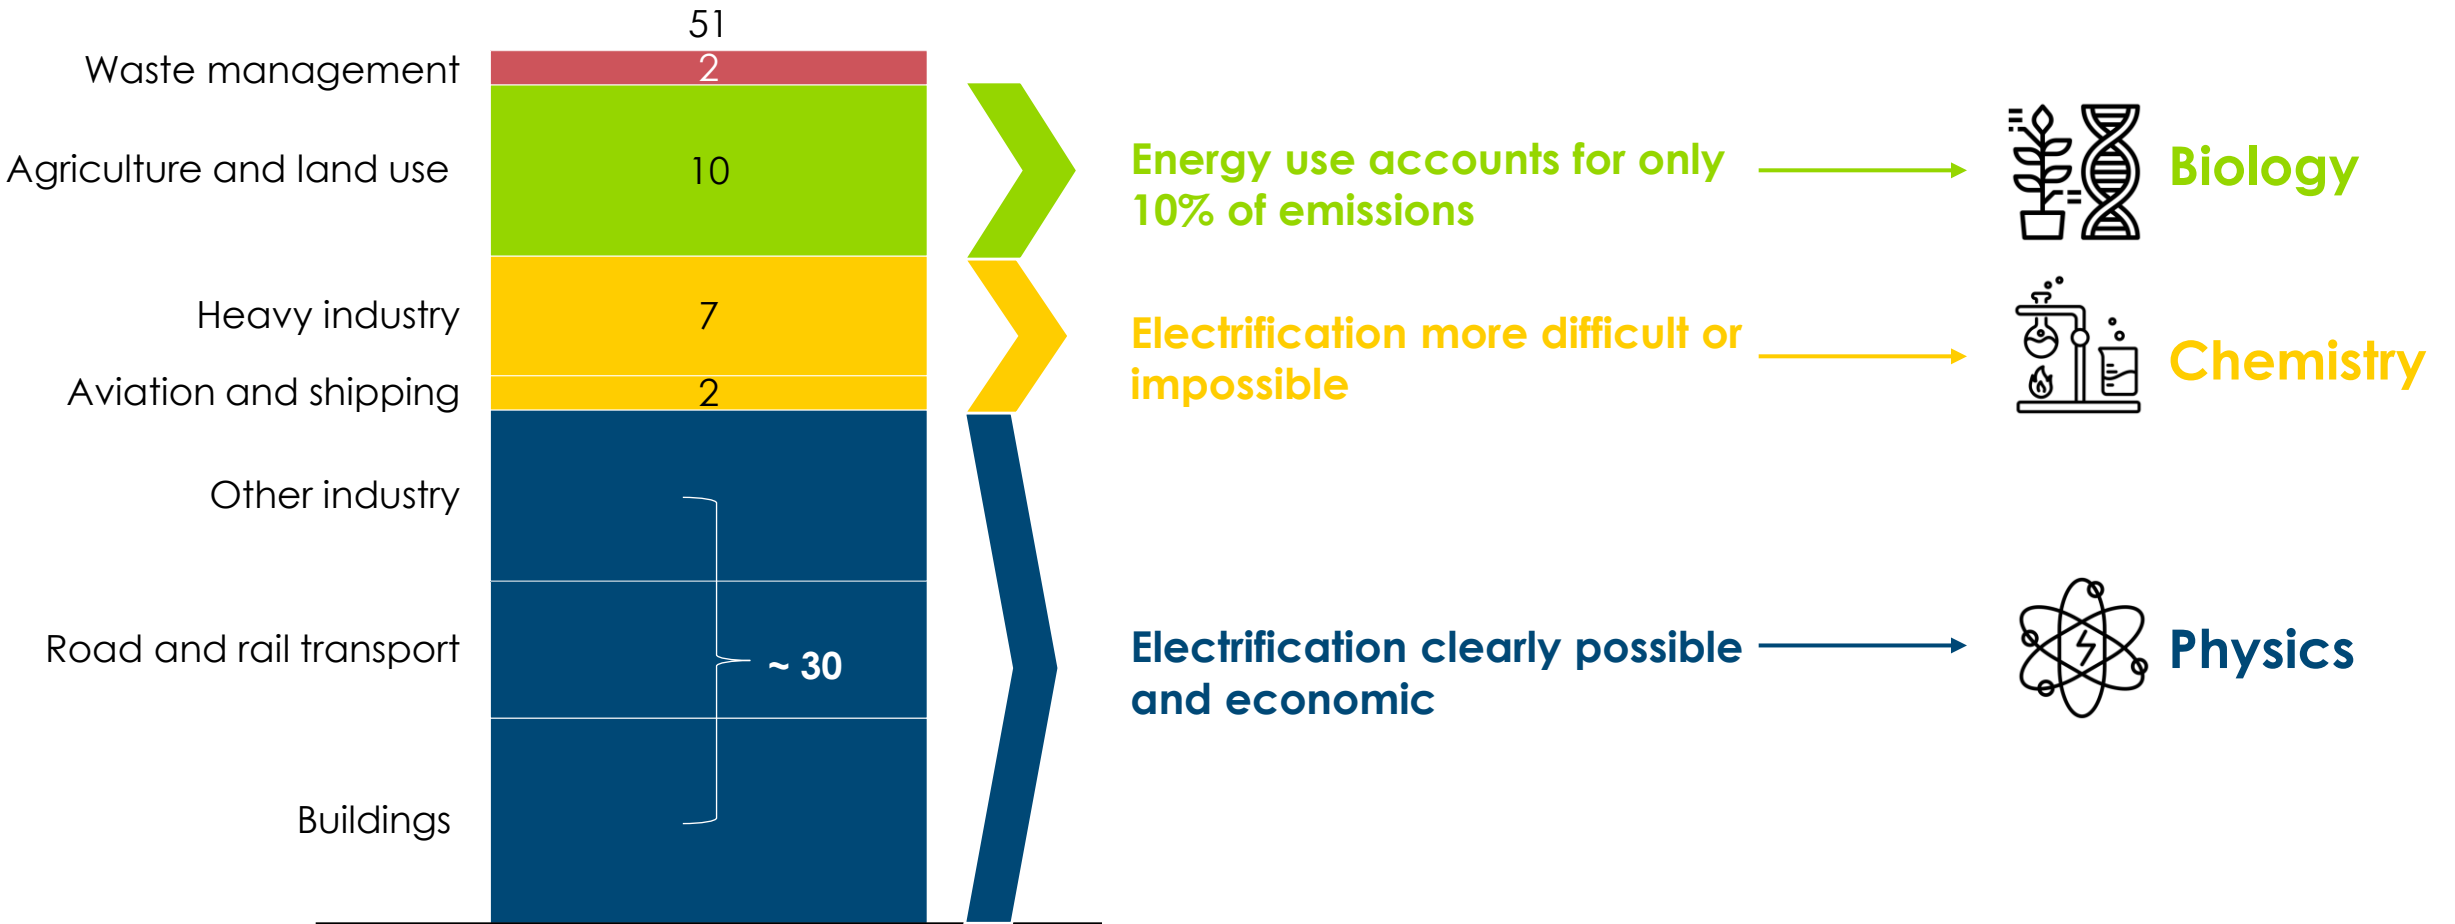 51
Waste management
2
Agriculture and land use
10
Energy use accounts for only
10% of emissions
Biology
Heavy industry
7
Electrification more difficult or
impossible
Chemistry
Aviation and shipping
2
Other industry
Road and rail transport
~ 30
Electrification clearly possible
and economic
Physics
Buildings